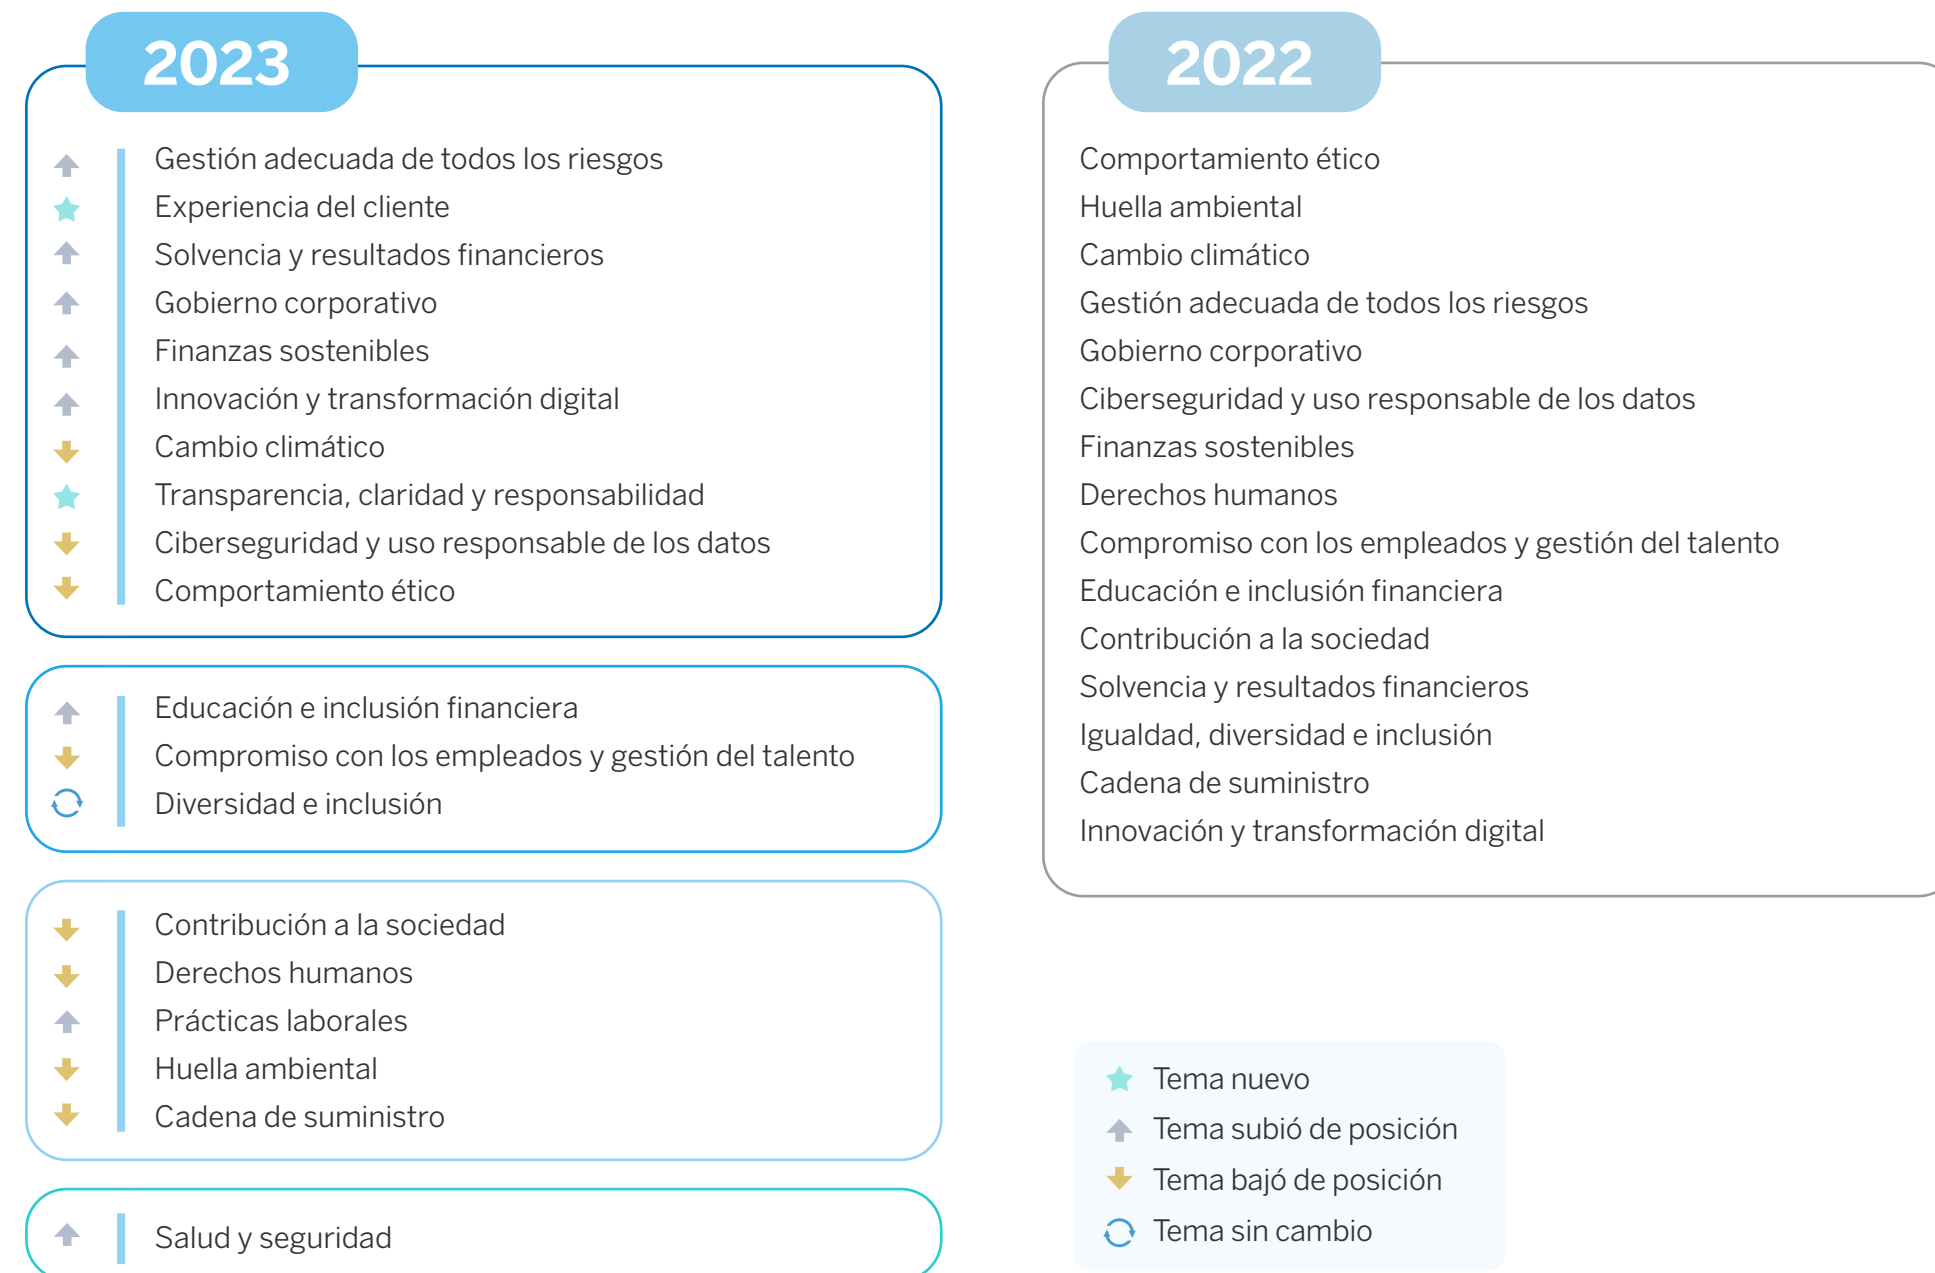 2023
Gestión adecuada de todos los riesgos
Experiencia del cliente
Solvencia y resultados financieros
Gobierno corporativo
Finanzas sostenibles
Innovación y transformación digital
Cambio climático
Transparencia, claridad y responsabilidad
Ciberseguridad y uso responsable de los datos
Comportamiento ético
Educación e inclusión financiera
Compromiso con los empleados y gestión del talento
Diversidad e inclusión
Contribución a la sociedad
Derechos humanos
Prácticas laborales
Huella ambiental
Cadena de suministro
Salud y seguridad
2022
Comportamiento ético
Huella ambiental
Cambio climático
Gestión adecuada de todos los riesgos
Gobierno corporativo
Ciberseguridad y uso responsable de los datos
Finanzas sostenibles
Derechos humanos
Compromiso con los empleados y gestión del talento
Educación e inclusión financiera
Contribución a la sociedad
Solvencia y resultados financieros
Igualdad, diversidad e inclusión
Cadena de suministro
Innovación y transformación digital
Tema nuevo
Tema subió de posición
Tema bajó de posición
Tema sin cambio